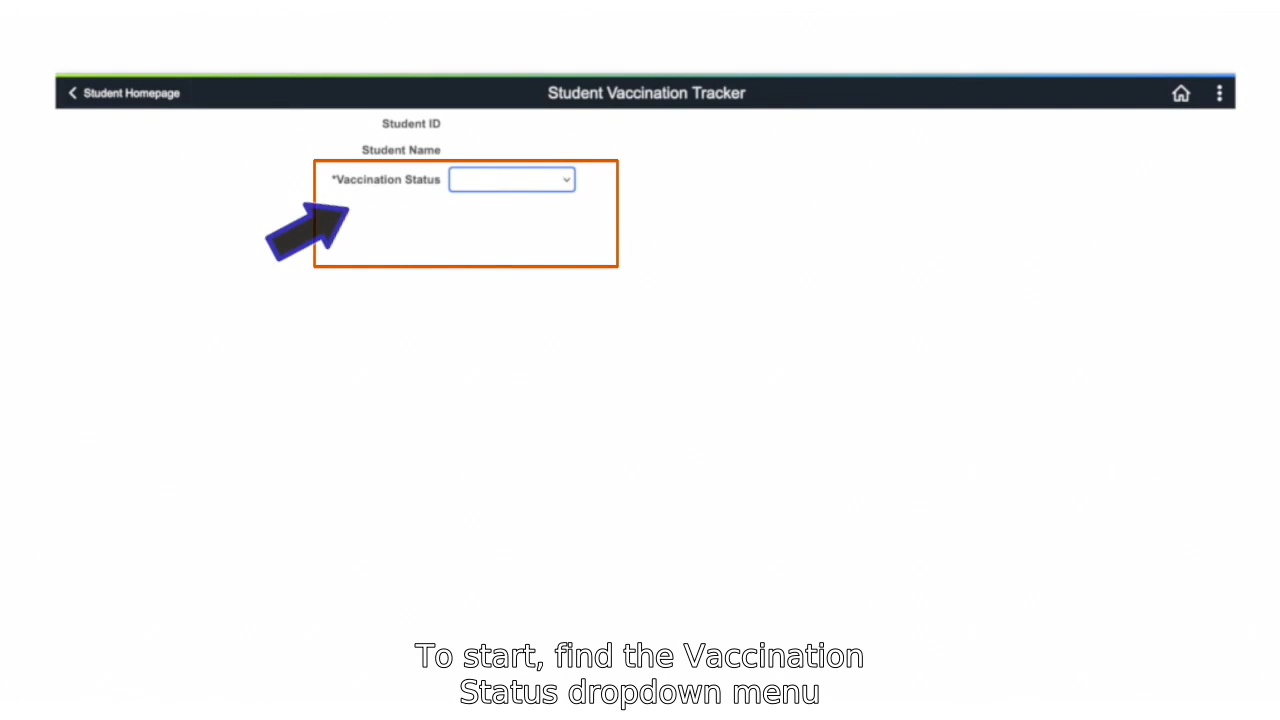 Student Homepage
Student Vaccination Tracker
Student ID
Student Name
*Vaccination Status
To start, find the Vaccination
Status dropdown menu